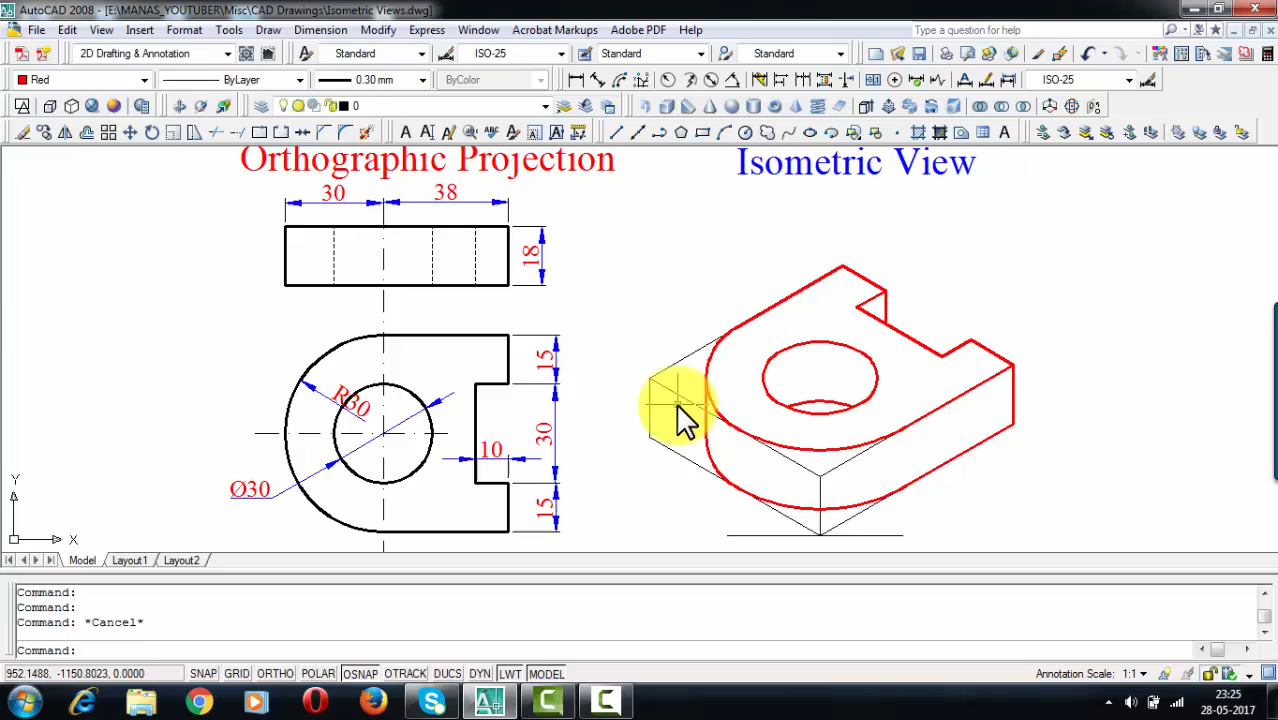 AutoCAD 2008 - [E:\MANAS_YOUTUBER\Misc\CAD Drawings\Isometric Views.dwg]
File Edit View Insert Format Tools Draw Dimension Modify Express Window Autocad Markups Adobe PDF Help Type a question for help
2D Drafting & Annotation Standard ISO-25 Standard Standard
Red ByLayer 0.30 mm ByColor ISO-25
0
Orthographic Projection
Isometric View
30 38
18
15
R30
30
10
Ø30
15
Y
X
Model Layout1 Layout2
Command:
Command:
Command: *Cancel*
Command:
952.1488, -1150.8023, 0.0000 SNAP GRID ORTHO POLAR OSNAP OTRACK DUCS DYN LWT MODEL Annotation Scale: 1:1
23:25
28-05-2017